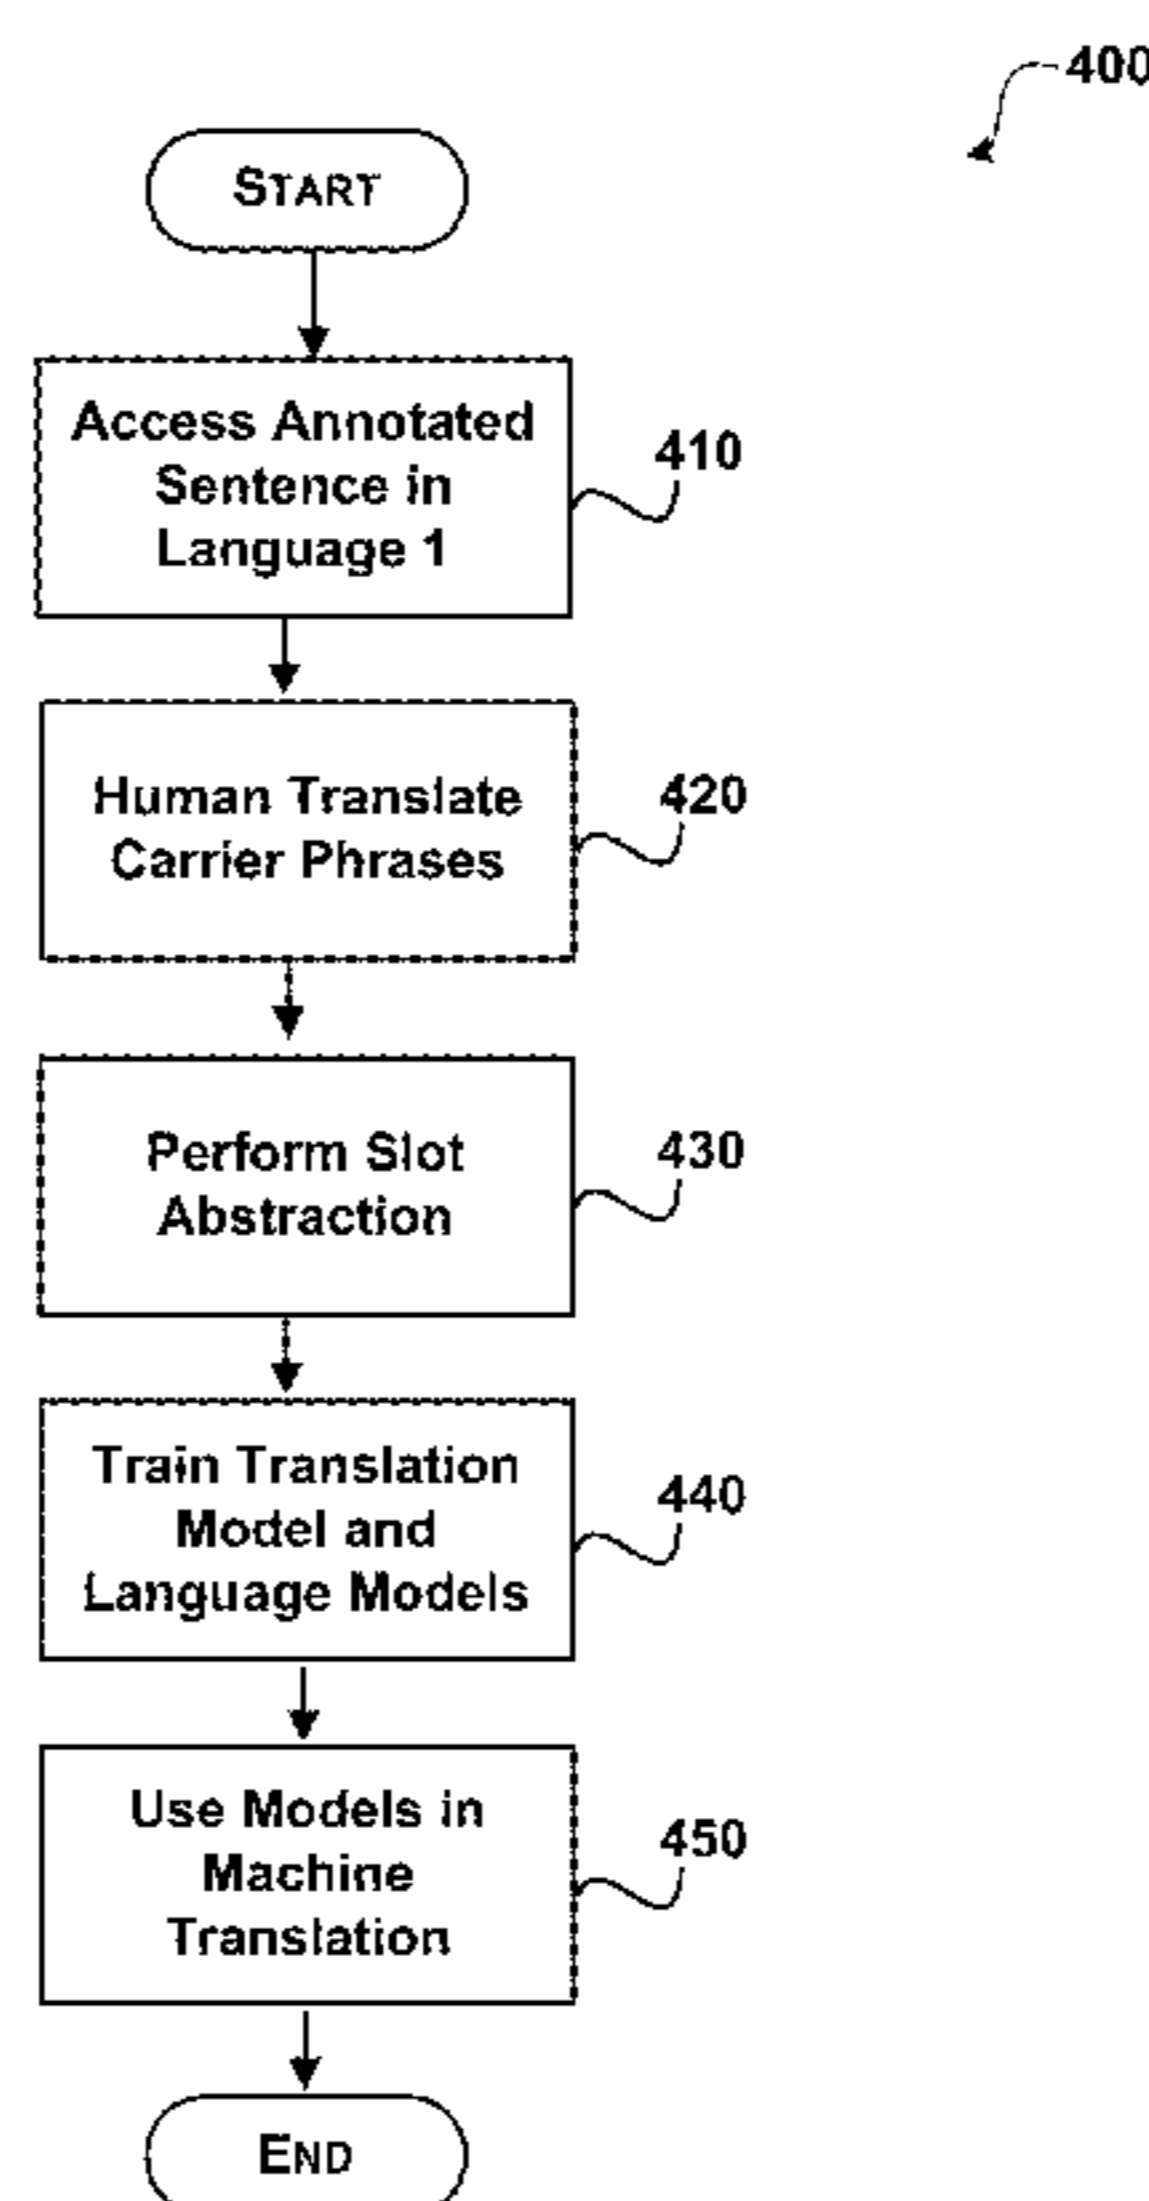 400
START
Access Annotated
Sentence in
Language 1
410
Human Translate
Carrier Phrases
420
Perform Slot
Abstraction
430
Train Translation
Model and
Language Models
440
Use Models in
Machine
Translation
450
END